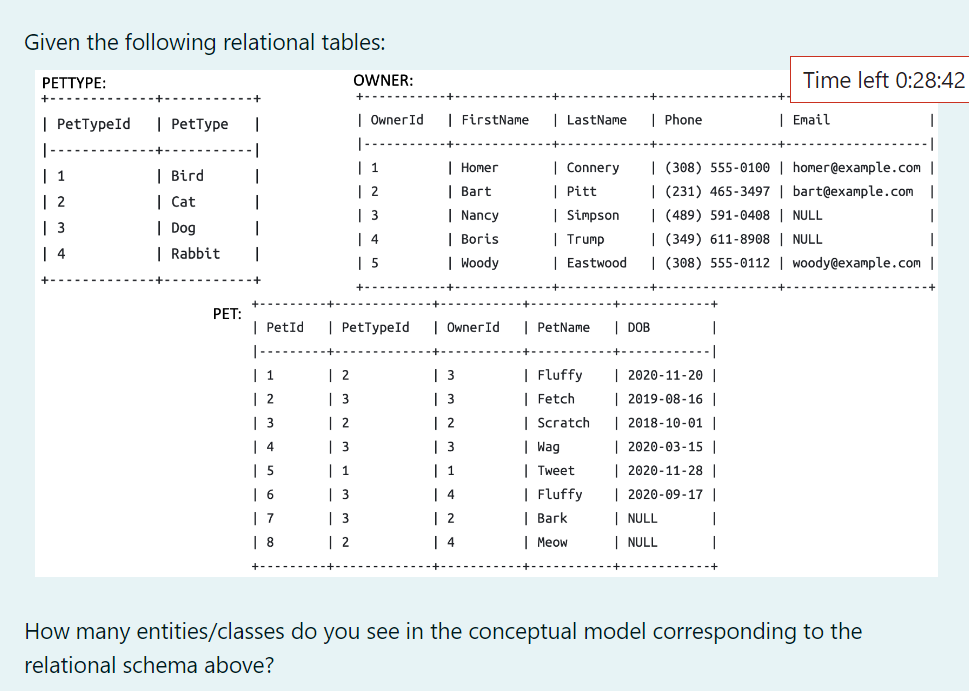 Given the following relational tables:
Time left 0:28:42
PETTYPE:
+-----------+-----------+
| PetTypeId | PetType |
|-----------+-----------|
| 1 | Bird |
| 2 | Cat |
| 3 | Dog |
| 4 | Rabbit |
+-----------+-----------+
OWNER:
+-----------+-------------+------------+----------------+-------------------+
| OwnerId | FirstName | LastName | Phone | Email |
|-----------+-------------+------------+----------------+-------------------|
| 1 | Homer | Connery | (308) 555-0100 | homer@example.com |
| 2 | Bart | Pitt | (231) 465-3497 | bart@example.com |
| 3 | Nancy | Simpson | (489) 591-0408 | NULL |
| 4 | Boris | Trump | (349) 611-8908 | NULL |
| 5 | Woody | Eastwood | (308) 555-0112 | woody@example.com |
+-----------+-------------+------------+----------------+-------------------+
PET:
+---------+-------------+-----------+-----------+------------+
| PetId | PetTypeId | OwnerId | PetName | DOB |
|---------+-------------+-----------+-----------+------------|
| 1 | 2 | 3 | Fluffy | 2020-11-20 |
| 2 | 3 | 3 | Fetch | 2019-08-16 |
| 3 | 2 | 2 | Scratch | 2018-10-01 |
| 4 | 3 | 3 | Wag | 2020-03-15 |
| 5 | 1 | 1 | Tweet | 2020-11-28 |
| 6 | 3 | 4 | Fluffy | 2020-09-17 |
| 7 | 3 | 2 | Bark | NULL |
| 8 | 2 | 4 | Meow | NULL |
+---------+-------------+-----------+-----------+------------+
How many entities/classes do you see in the conceptual model corresponding to the
relational schema above?